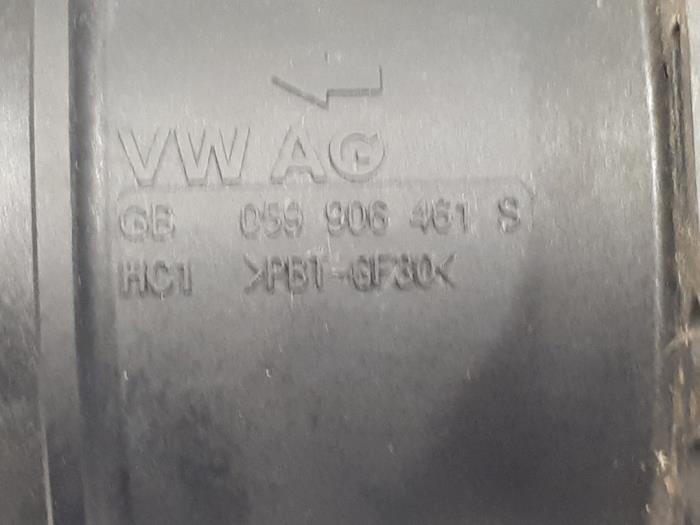 VW AG
GB 059 906 461 S
HC1 >PBT-GF30<